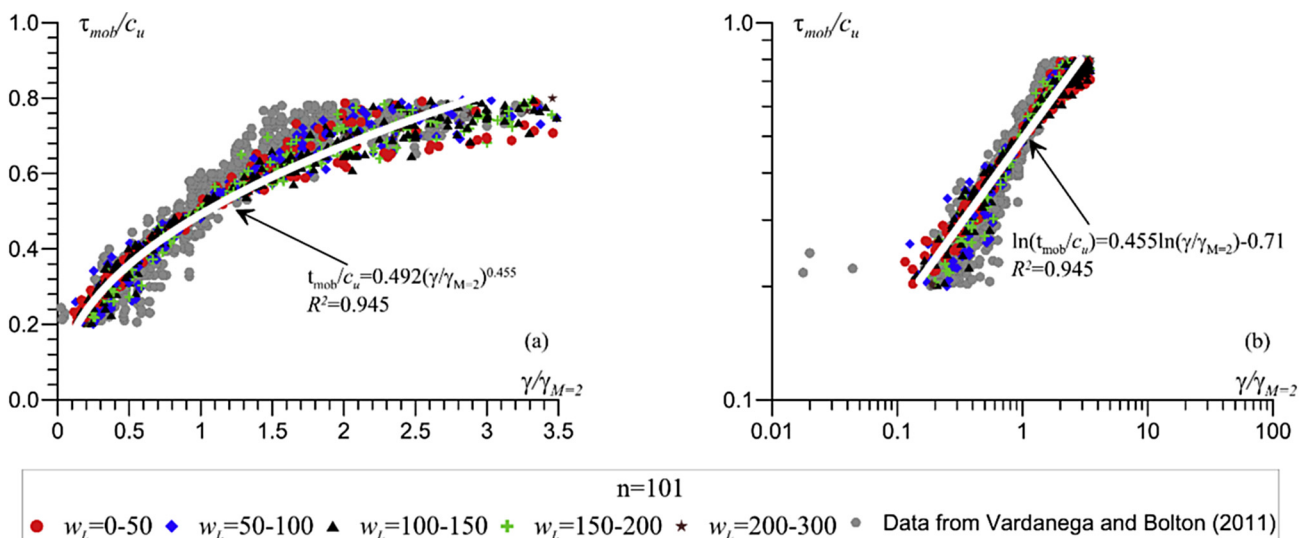 τmob/cu
1.0
0.8
0.6
0.4
0.2
0.0
tmob/cu=0.492(γ/γM=2)0.455
R2=0.945
(a)
γ/γM=2
0 0.5 1 1.5 2 2.5 3 3.5
τmob/cu
1.0
0.1
ln(tmob/cu)=0.455ln(γ/γM=2)-0.71
R2=0.945
(b)
γ/γM=2
0.01 0.1 1 10 100
n=101
wL=0-50 wL=50-100 wL=100-150 wL=150-200 wL=200-300 Data from Vardanega and Bolton (2011)